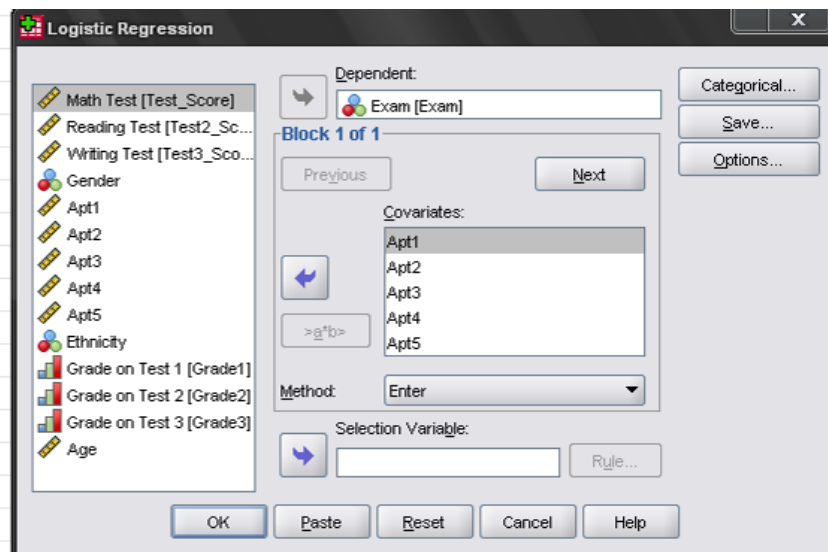 Logistic Regression
X
Math Test [Test_Score]
Reading Test [Test2_Sc...
Writing Test [Test3_Sco...
Gender
Apt1
Apt2
Apt3
Apt4
Apt5
Ethnicity
Grade on Test 1 [Grade1]
Grade on Test 2 [Grade2]
Grade on Test 3 [Grade3]
Age
Dependent:
Exam [Exam]
Block 1 of 1
Previous
Next
Covariates:
Apt1
Apt2
Apt3
Apt4
Apt5
>a*b>
Method:
Enter
Selection Variable:
Rule...
Categorical...
Save...
Options...
OK
Paste
Reset
Cancel
Help